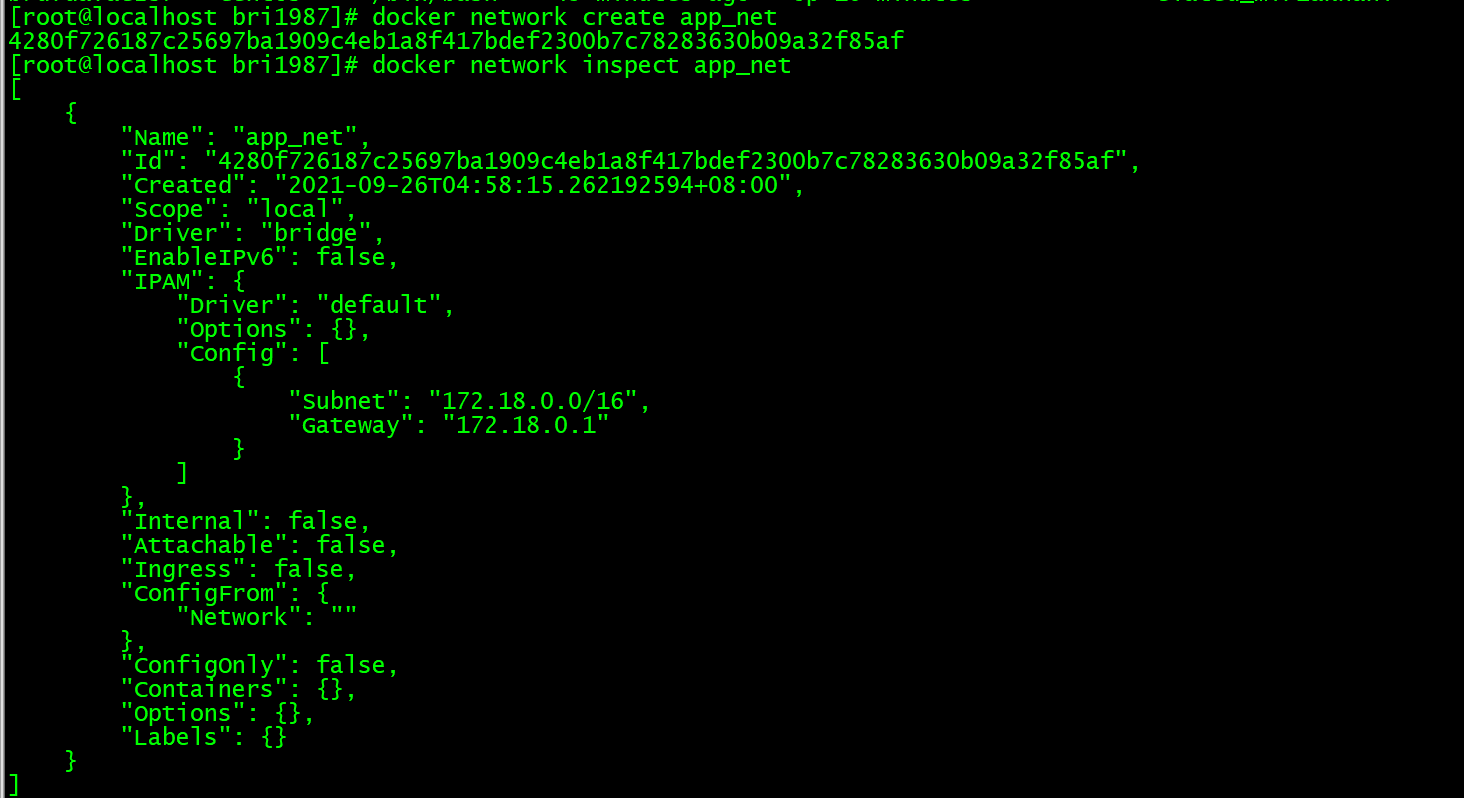 [root@localhost bri1987]# docker network create app_net
4280f726187c25697ba1909c4eb1a8f417bdef2300b7c78283630b09a32f85af
[root@localhost bri1987]# docker network inspect app_net
[
    {
        "Name": "app_net",
        "Id": "4280f726187c25697ba1909c4eb1a8f417bdef2300b7c78283630b09a32f85af",
        "Created": "2021-09-26T04:58:15.262192594+08:00",
        "Scope": "local",
        "Driver": "bridge",
        "EnableIPv6": false,
        "IPAM": {
            "Driver": "default",
            "Options": {},
            "Config": [
                {
                    "Subnet": "172.18.0.0/16",
                    "Gateway": "172.18.0.1"
                }
            ]
        },
        "Internal": false,
        "Attachable": false,
        "Ingress": false,
        "ConfigFrom": {
            "Network": ""
        },
        "ConfigOnly": false,
        "Containers": {},
        "Options": {},
        "Labels": {}
    }
]